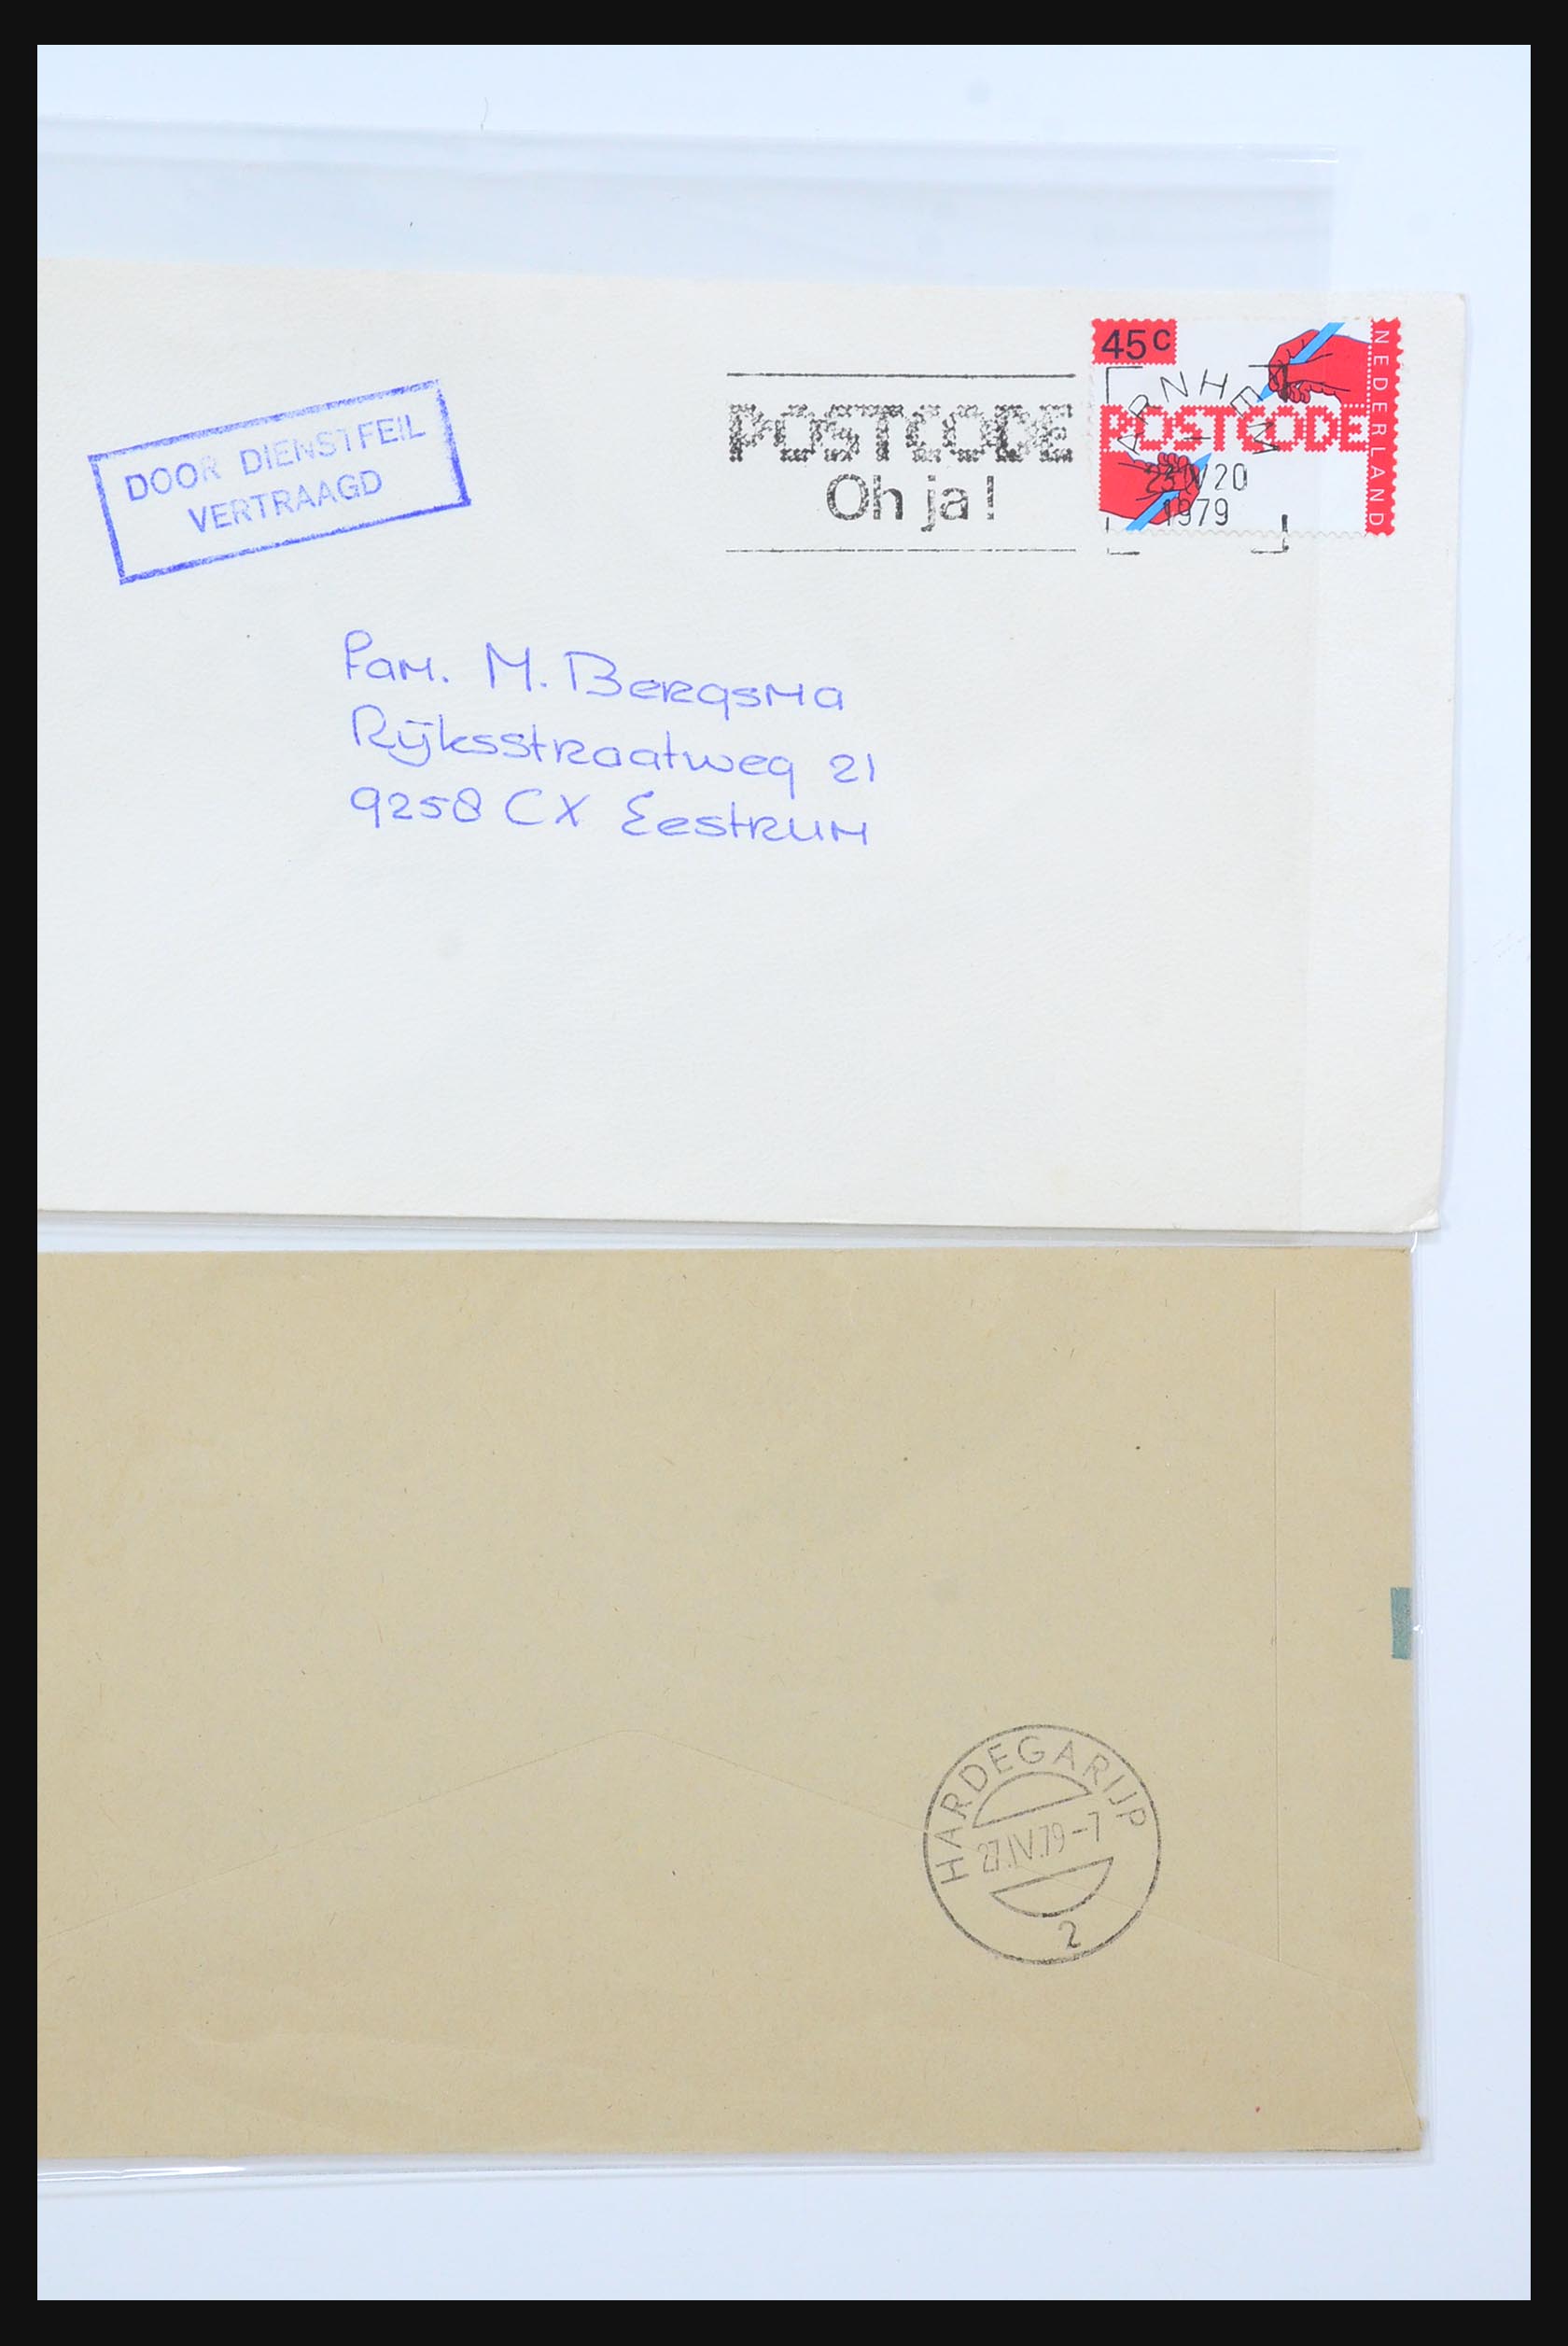 DOOR DIENSTFEIL
VERTRAAGD
POSTCODE
Oh ja!
45c
POSTCODE
NEDERLAND
ARNHEM
23 IV 20
1979
Fam. M. Bergsma
Rijksstraatweg 21
9258 CX Eestrum
HARDEGARIJP
27.IV.79-7
2